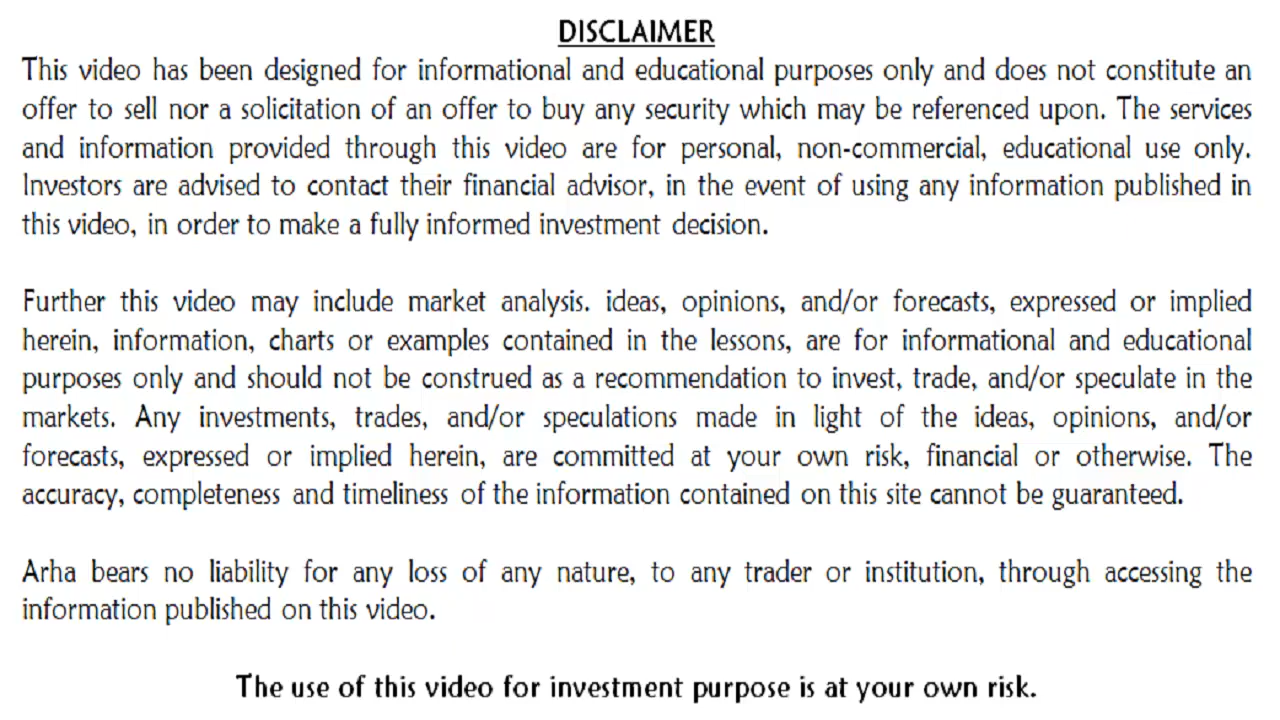 DISCLAIMER
This video has been designed for informational and educational purposes only and does not constitute an
offer to sell nor a solicitation of an offer to buy any security which may be referenced upon. The services
and information provided through this video are for personal, non-commercial, educational use only.
Investors are advised to contact their financial advisor, in the event of using any information published in
this video, in order to make a fully informed investment decision.
Further this video may include market analysis. ideas, opinions, and/or forecasts, expressed or implied
herein, information, charts or examples contained in the lessons, are for informational and educational
purposes only and should not be construed as a recommendation to invest, trade, and/or speculate in the
markets. Any investments, trades, and/or speculations made in light of the ideas, opinions, and/or
forecasts, expressed or implied herein, are committed at your own risk, financial or otherwise. The
accuracy, completeness and timeliness of the information contained on this site cannot be guaranteed.
Arha bears no liability for any loss of any nature, to any trader or institution, through accessing the
information published on this video.
The use of this video for investment purpose is at your own risk.